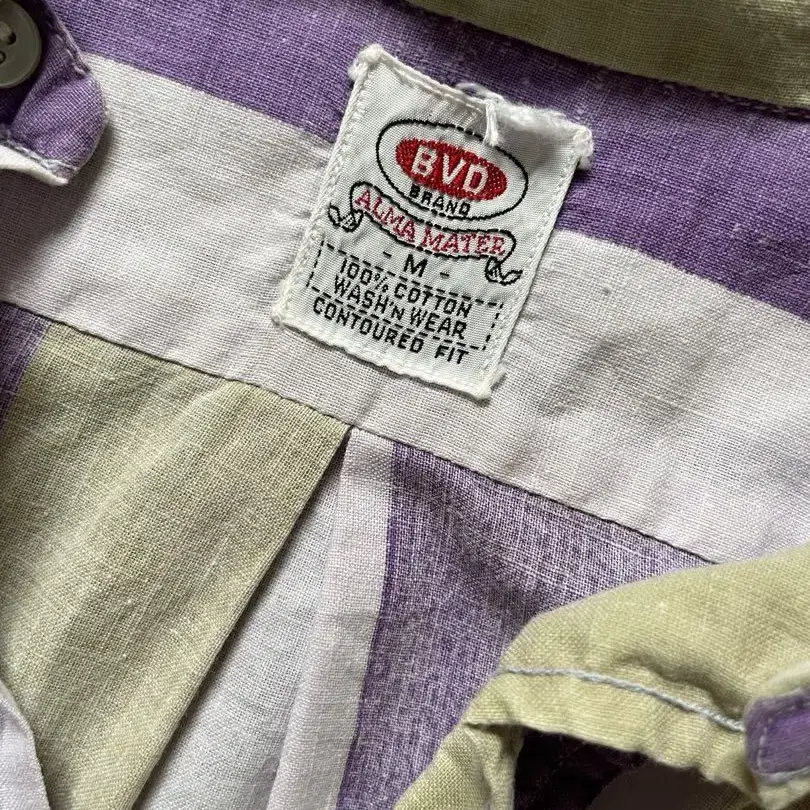 BVD
BRAND
ALMA MATER
- M -
100% COTTON
WASH'N WEAR
CONTOURED FIT